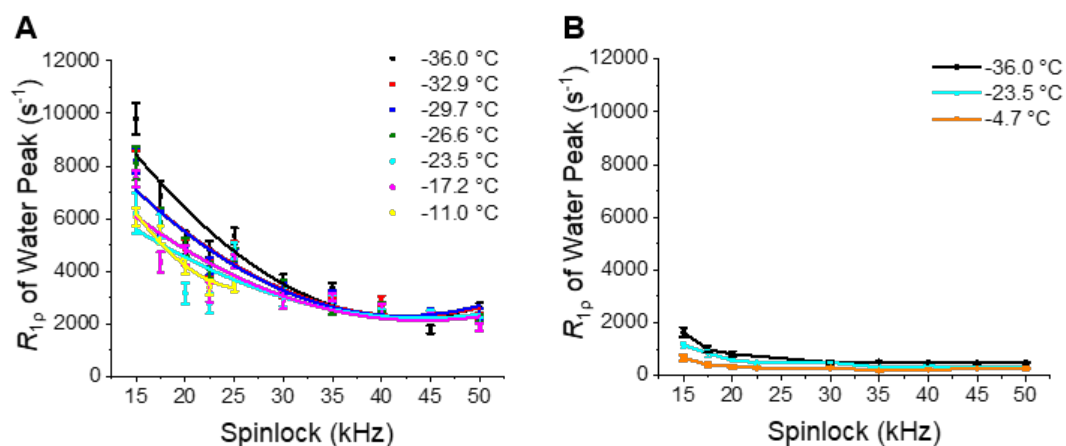 A
R1ρ of Water Peak (s-1)
12000
10000
8000
6000
4000
2000
0
15 20 25 30 35 40 45 50
Spinlock (kHz)
-36.0 °C
-32.9 °C
-29.7 °C
-26.6 °C
-23.5 °C
-17.2 °C
-11.0 °C
B
R1ρ of Water Peak (s-1)
12000
10000
8000
6000
4000
2000
0
15 20 25 30 35 40 45 50
Spinlock (kHz)
-36.0 °C
-23.5 °C
-4.7 °C